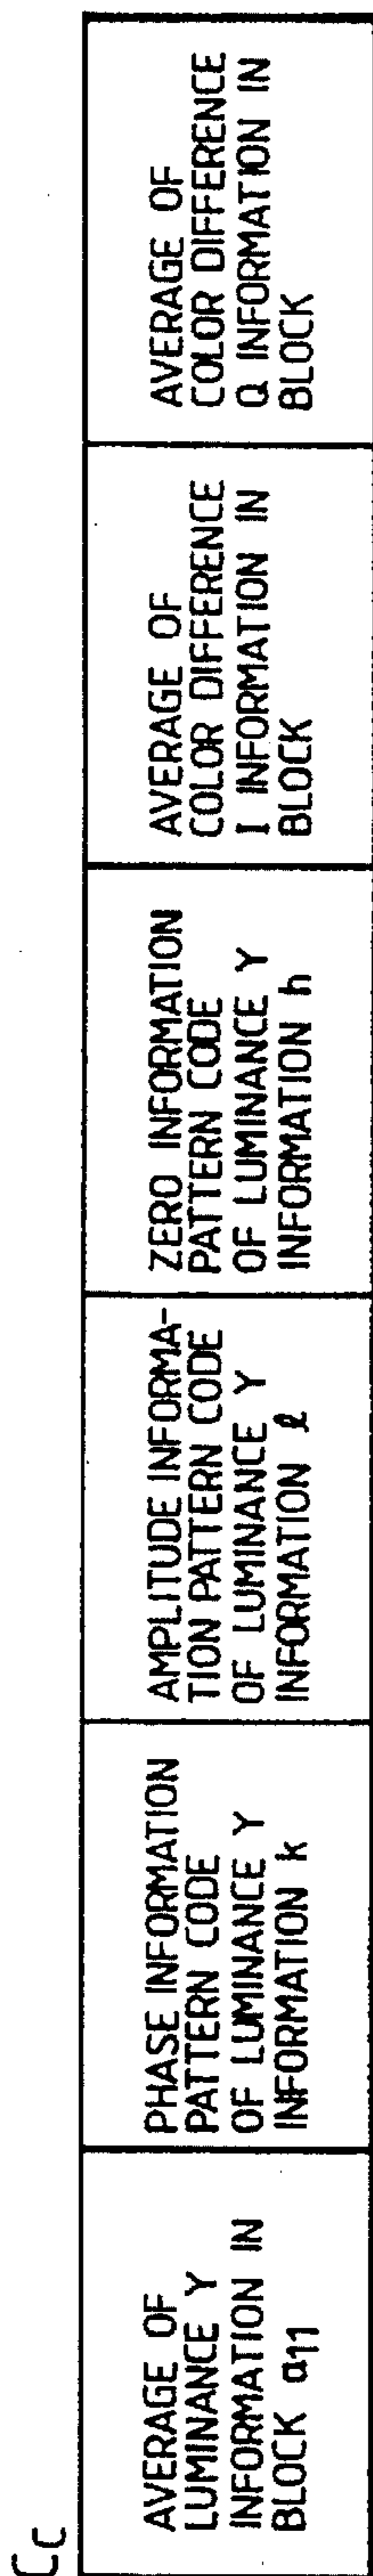 Cc
AVERAGE OF
LUMINANCE Y
INFORMATION IN
BLOCK a11
PHASE INFORMATION
PATTERN CODE
OF LUMINANCE Y
INFORMATION k
AMPLITUDE INFORMA-
TION PATTERN CODE
OF LUMINANCE Y
INFORMATION ℓ
ZERO INFORMATION
PATTERN CODE
OF LUMINANCE Y
INFORMATION h
AVERAGE OF
COLOR DIFFERENCE
I INFORMATION IN
BLOCK
AVERAGE OF
COLOR DIFFERENCE
Q INFORMATION IN
BLOCK